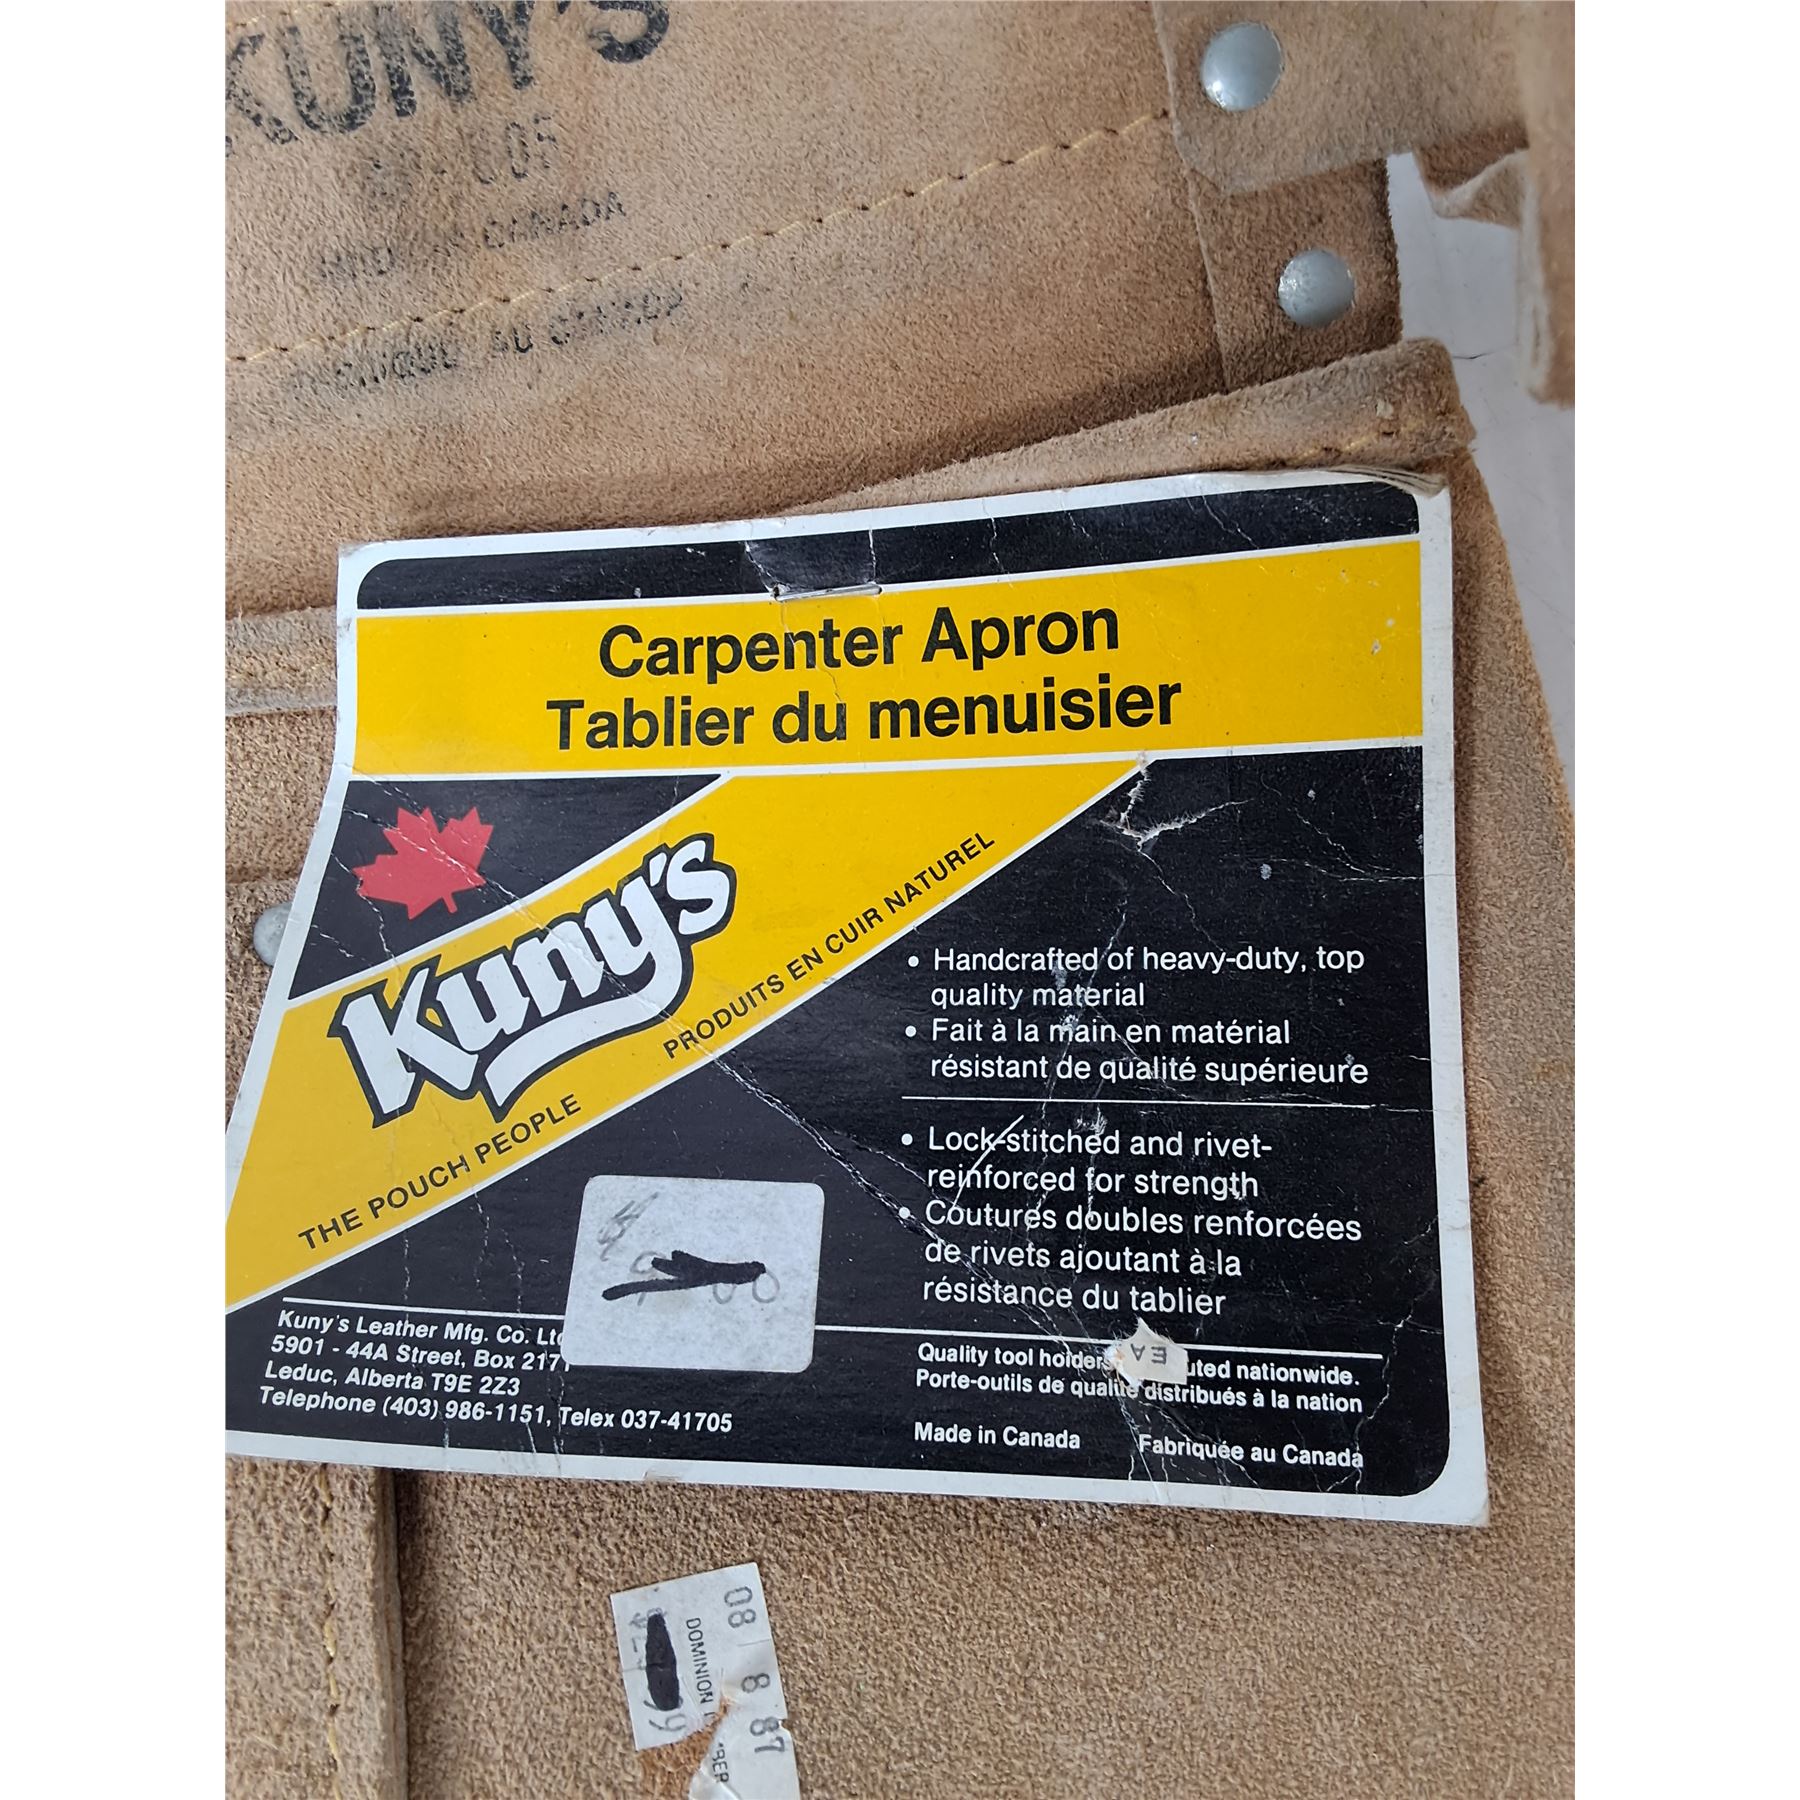 KUNY'S
CANADA
AU CANADA
Carpenter Apron
Tablier du menuisier
Kuny's
THE POUCH PEOPLE
PRODUITS EN CUIR NATUREL
• Handcrafted of heavy-duty, top
quality material
• Fait à la main en matérial
résistant de qualité supérieure
• Lock-stitched and rivet-
reinforced for strength
• Coutures doubles renforcées
de rivets ajoutant à la
résistance du tablier
Kuny's Leather Mfg. Co.
5901 - 44A Street, Box 2171
Leduc, Alberta T9E 2Z3
Telephone (403) 986-1151, Telex 037-41705
Quality tool holders nationwide.
Porte-outils de qualité distribués à la nation
EA
Made in Canada Fabriquée au Canada
08 8 87
DOMINION